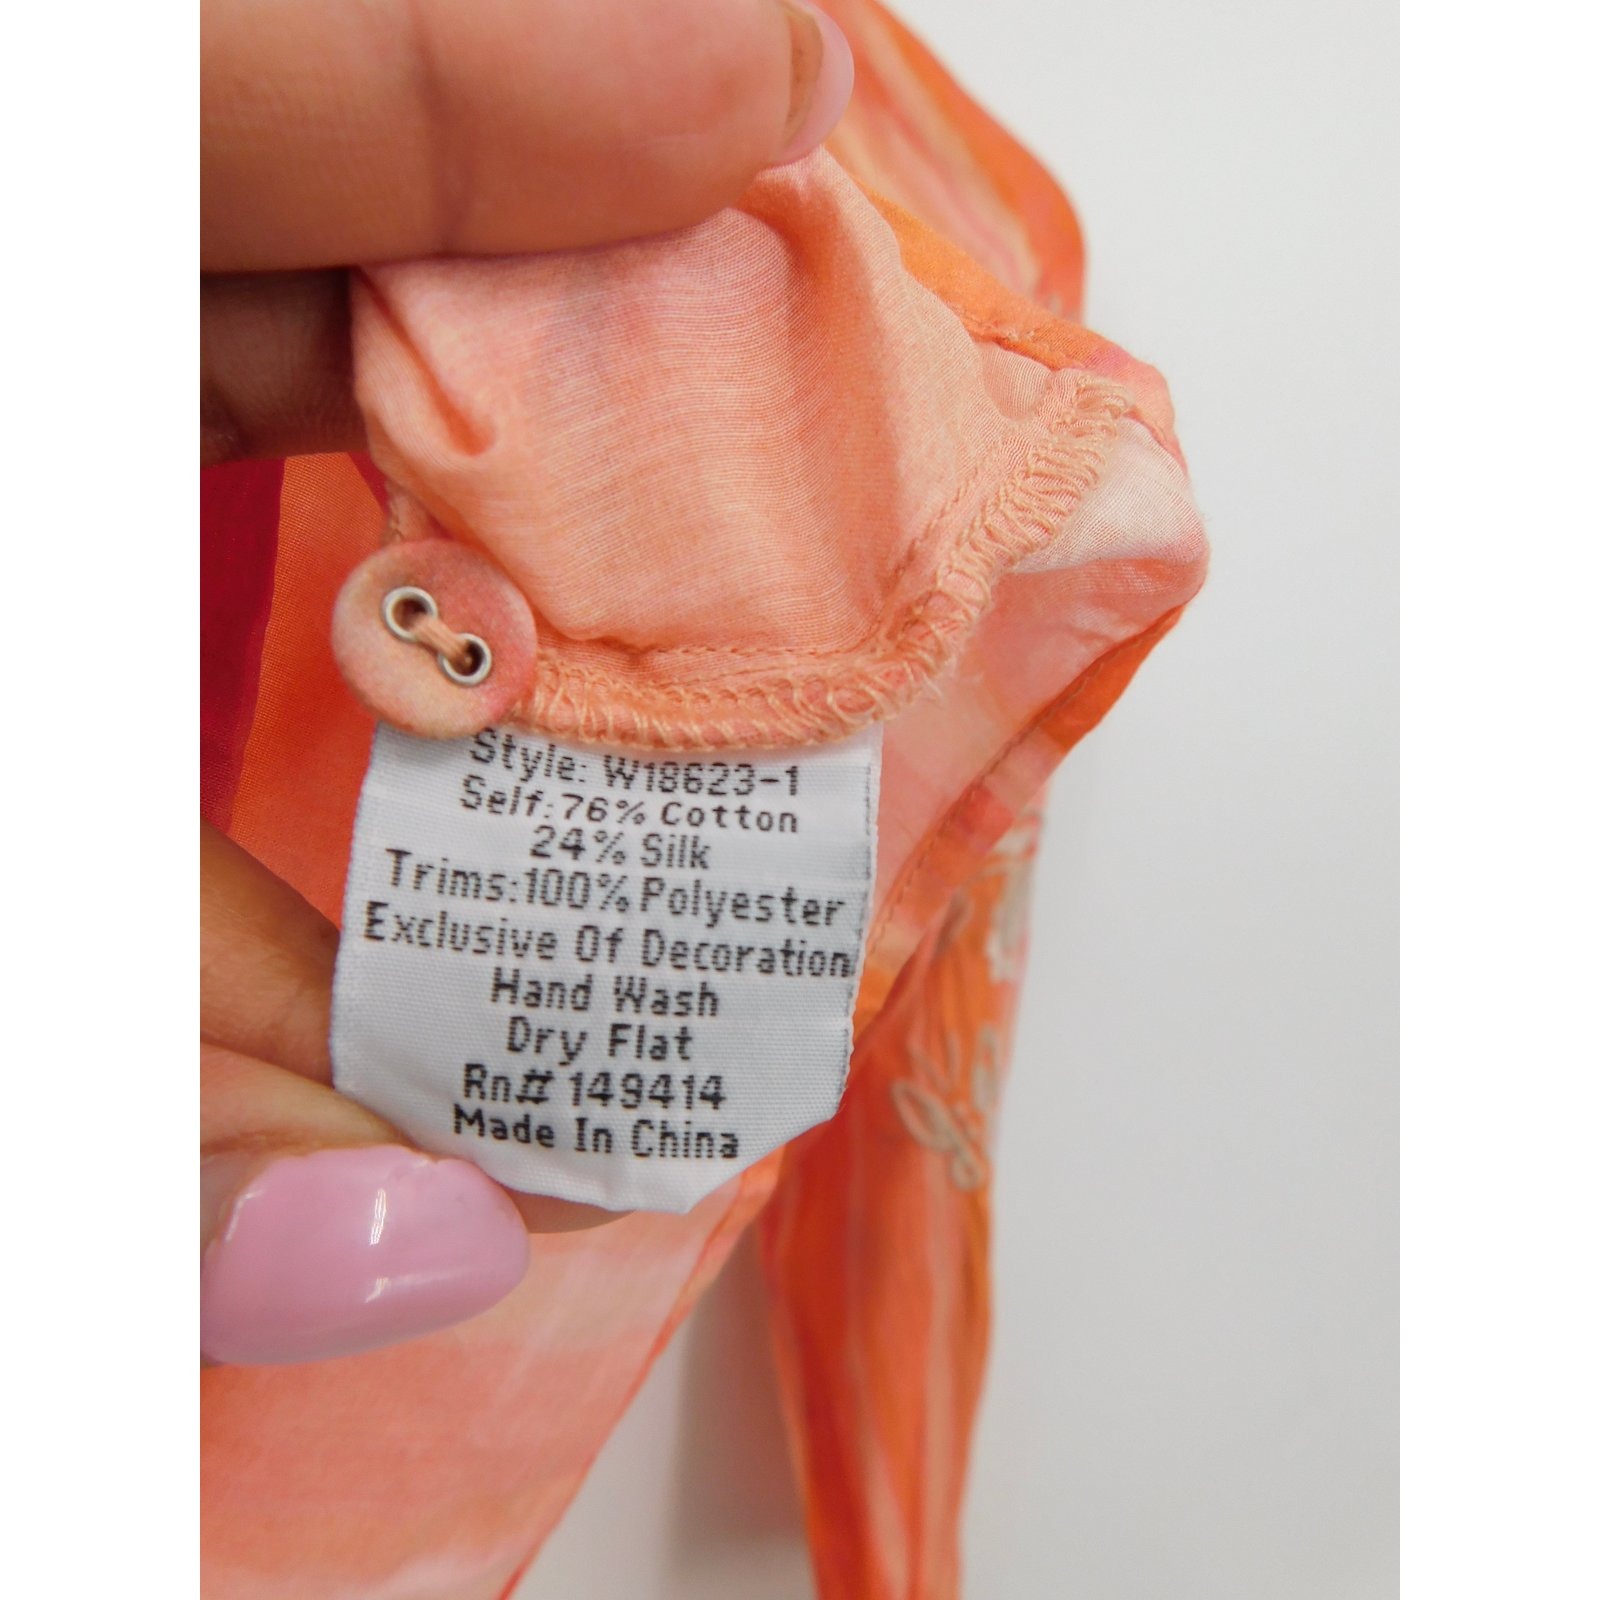 Style: W18623-1
Self:76% Cotton
24% Silk
Trims:100% Polyester
Exclusive Of Decoration
Hand Wash
Dry Flat
Rn# 149414
Made In China